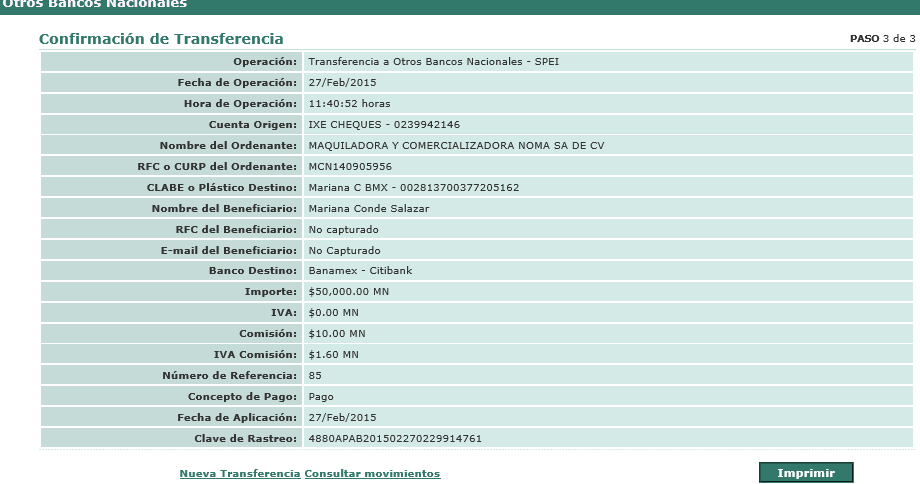 Otros Bancos Nacionales
Confirmación de Transferencia PASO 3 de 3
Operación: Transferencia a Otros Bancos Nacionales - SPEI
Fecha de Operación: 27/Feb/2015
Hora de Operación: 11:40:52 horas
Cuenta Origen: IXE CHEQUES - 0239942146
Nombre del Ordenante: MAQUILADORA Y COMERCIALIZADORA NOMA SA DE CV
RFC o CURP del Ordenante: MCN140905956
CLABE o Plástico Destino: Mariana C BMX - 002813700377205162
Nombre del Beneficiario: Mariana Conde Salazar
RFC del Beneficiario: No capturado
E-mail del Beneficiario: No Capturado
Banco Destino: Banamex - Citibank
Importe: $50,000.00 MN
IVA: $0.00 MN
Comisión: $10.00 MN
IVA Comisión: $1.60 MN
Número de Referencia: 85
Concepto de Pago: Pago
Fecha de Aplicación: 27/Feb/2015
Clave de Rastreo: 4880APAB201502270229914761
Nueva Transferencia Consultar movimientos Imprimir